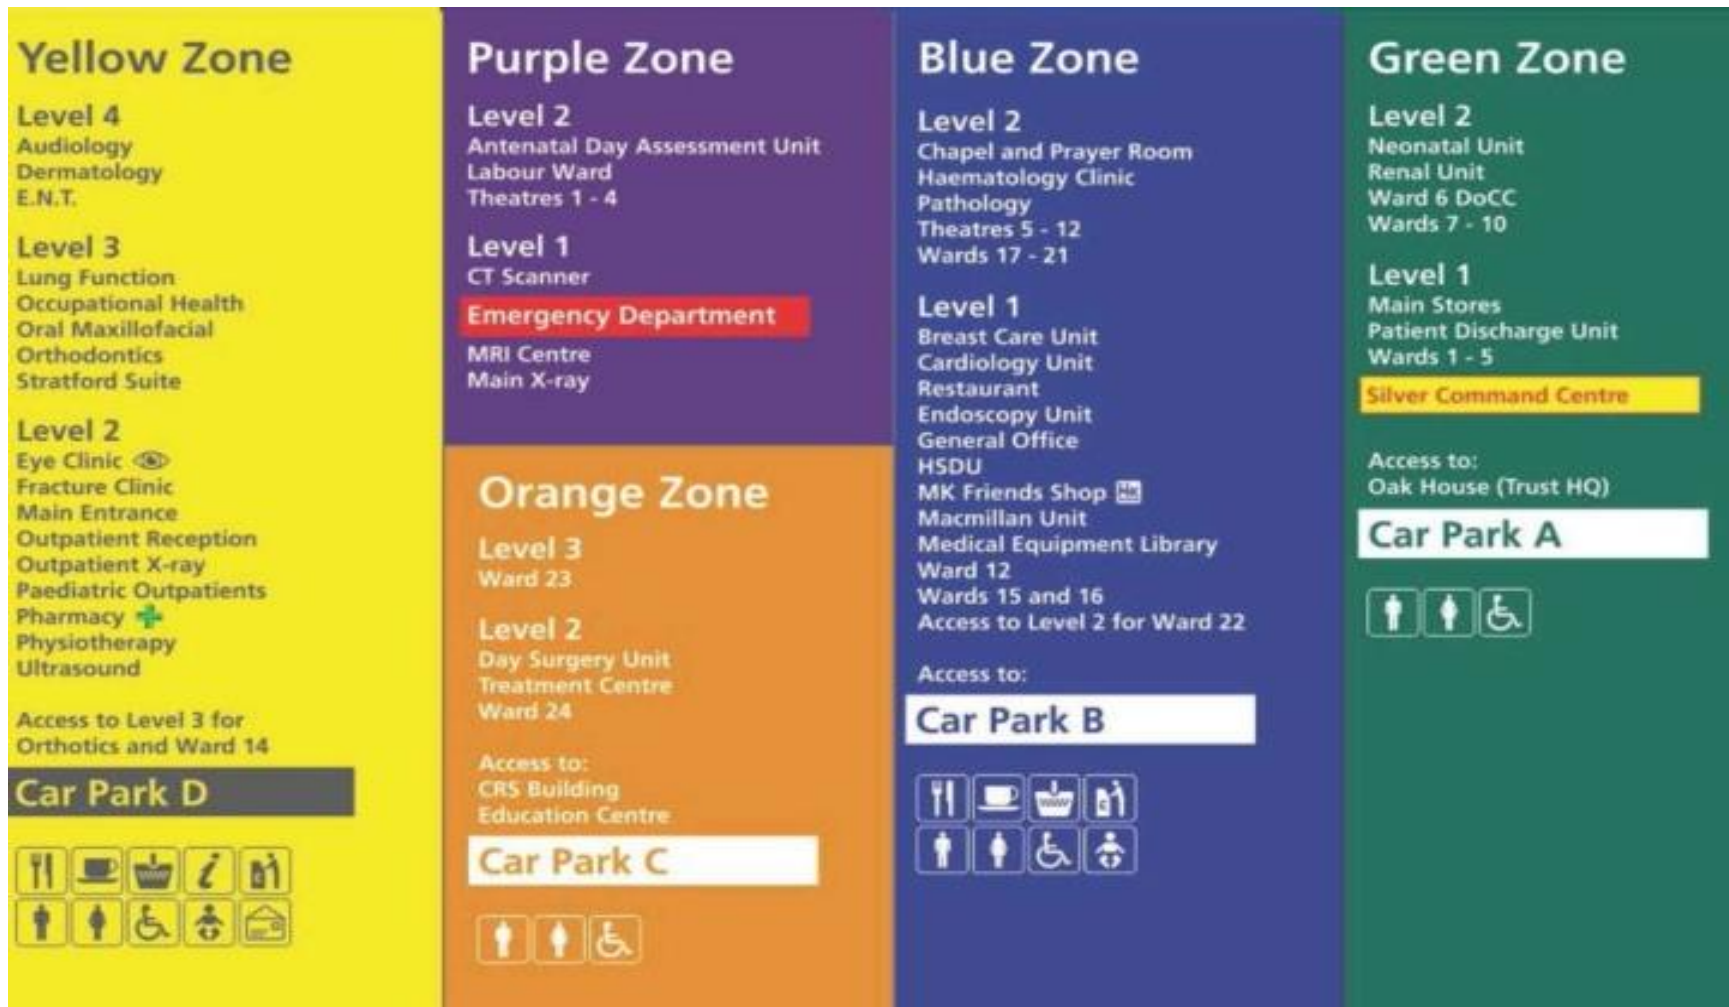 Yellow Zone
Level 4
Audiology
Dermatology
E.N.T.
Level 3
Lung Function
Occupational Health
Oral Maxillofacial
Orthodontics
Stratford Suite
Level 2
Eye Clinic
Fracture Clinic
Main Entrance
Outpatient Reception
Outpatient X-ray
Paediatric Outpatients
Pharmacy
Physiotherapy
Ultrasound
Access to Level 3 for
Orthotics and Ward 14
Car Park D
Purple Zone
Level 2
Antenatal Day Assessment Unit
Labour Ward
Theatres 1 - 4
Level 1
CT Scanner
Emergency Department
MRI Centre
Main X-ray
Orange Zone
Level 3
Ward 23
Level 2
Day Surgery Unit
Treatment Centre
Ward 24
Access to:
CRS Building
Education Centre
Car Park C
Blue Zone
Level 2
Chapel and Prayer Room
Haematology Clinic
Pathology
Theatres 5 - 12
Wards 17 - 21
Level 1
Breast Care Unit
Cardiology Unit
Restaurant
Endoscopy Unit
General Office
HSDU
MK Friends Shop
Macmillan Unit
Medical Equipment Library
Ward 12
Wards 15 and 16
Access to Level 2 for Ward 22
Access to:
Car Park B
Green Zone
Level 2
Neonatal Unit
Renal Unit
Ward 6 DoCC
Wards 7 - 10
Level 1
Main Stores
Patient Discharge Unit
Wards 1 - 5
Silver Command Centre
Access to:
Oak House (Trust HQ)
Car Park A